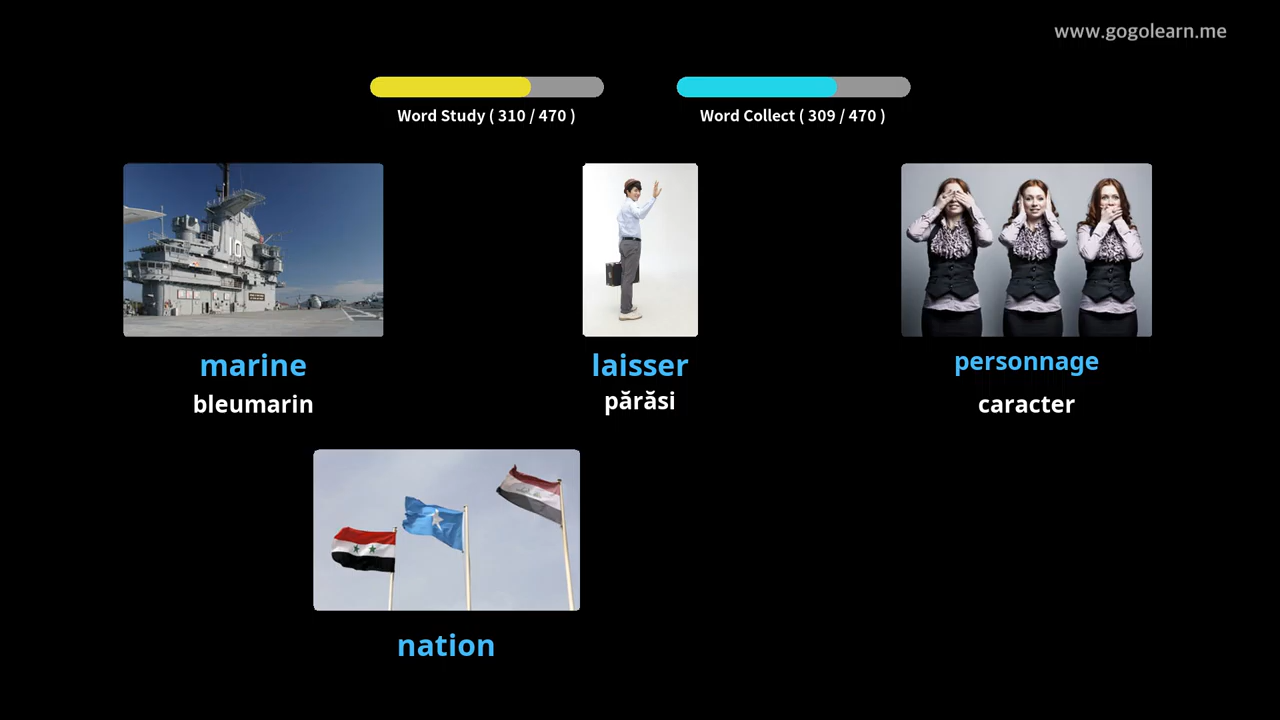 www.gogolearn.me
Word Study ( 310 / 470 )
Word Collect ( 309 / 470 )
marine
bleumarin
laisser
părăsi
personnage
caracter
nation